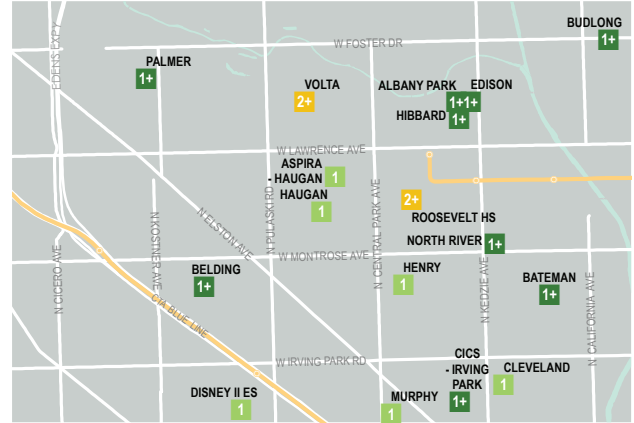 BUDLONG
1+
W FOSTER DR
EDENS EXPY
PALMER
1+
VOLTA
2+
ALBANY PARK
EDISON
1+
1+
HIBBARD
1+
W LAWRENCE AVE
ASPIRA
- HAUGAN
1
HAUGAN
1
2+
ROOSEVELT HS
N KOSTNER AVE
N ELSTON AVE
N PULASKI RD
N CENTRAL PARK AVE
NORTH RIVER
1+
W MONTROSE AVE
N CICERO AVE
BELDING
1+
HENRY
1
N KEDZIE AVE
BATEMAN
1+
N CALIFORNIA AVE
CTA BLUE LINE
W IRVING PARK RD
CICS
- IRVING
PARK
1+
CLEVELAND
1
DISNEY II ES
1
MURPHY
1